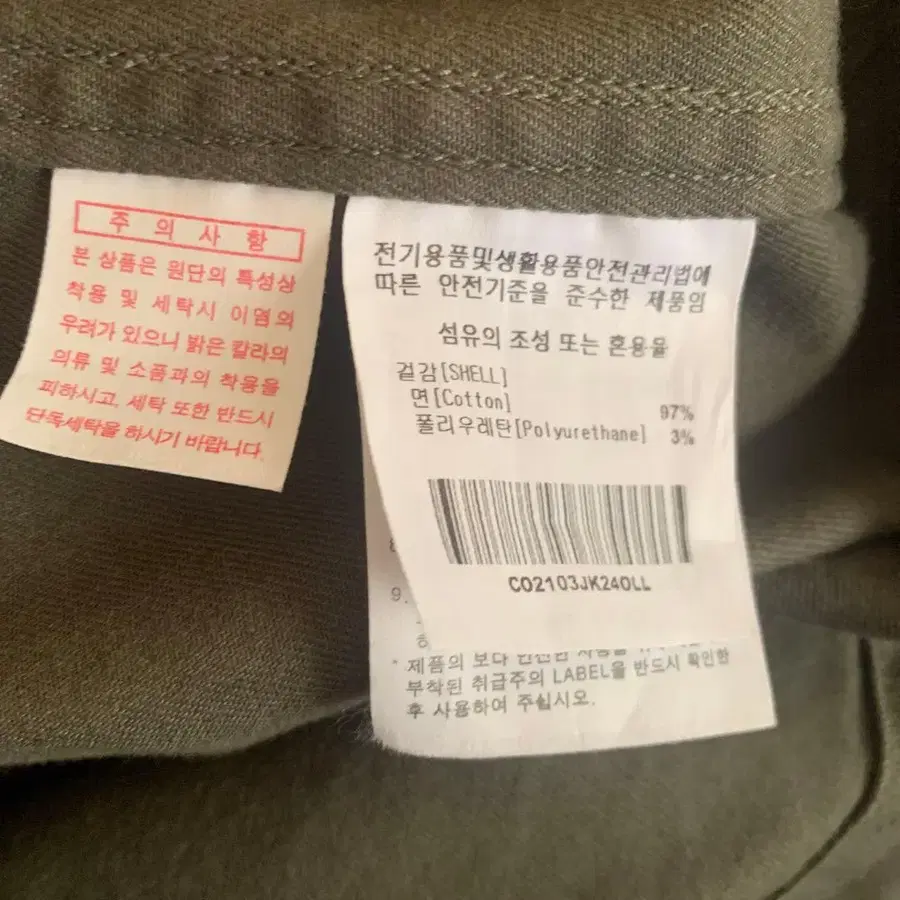 주의사항
본 상품은 원단의 특성상
착용 및 세탁시 이염의
우려가 있으니 밝은 칼라의
의류 및 소품과의 착용을
피하시고, 세탁 또한 반드시
단독세탁을 하시기 바랍니다.
전기용품및생활용품안전관리법에
따른 안전기준을 준수한 제품임
섬유의 조성 또는 혼용율
겉감[SHELL]
면[Cotton] 97%
폴리우레탄[Polyurethane] 3%
CO2103JK24OLL
9.
* 제품의 보다
부착된 취급주의 LABEL을 반드시 확인한
후 사용하여 주십시오.